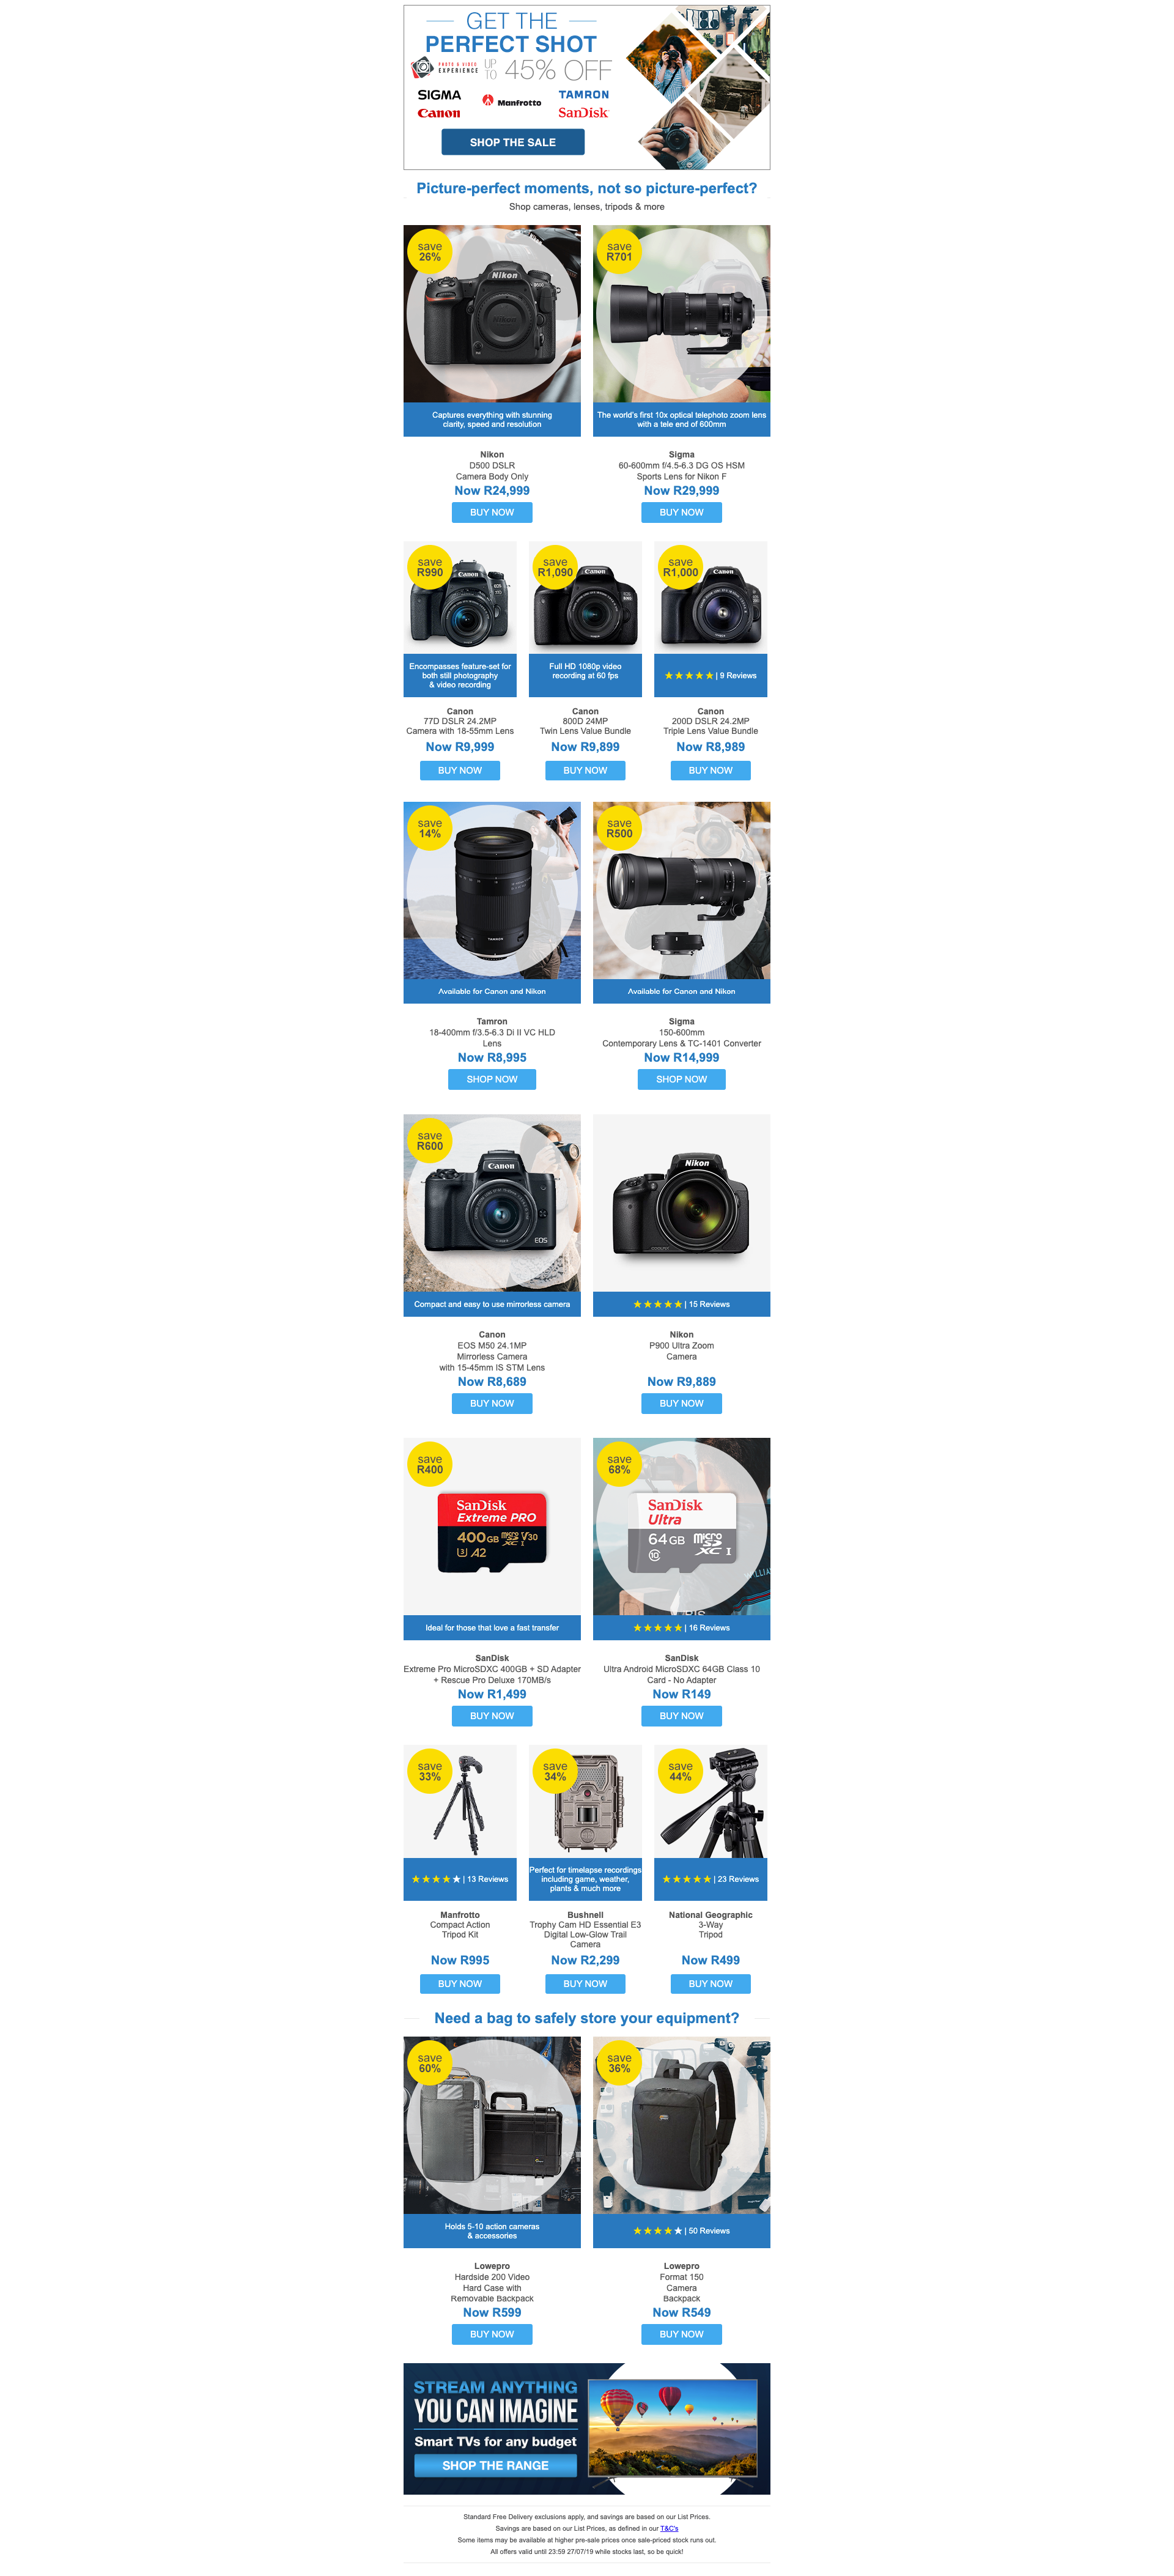 GET THE
PERFECT SHOT
PHOTO & VIDEO
EXPERIENCE
UP TO 45% OFF
SIGMA
Manfrotto
TAMRON
Canon
SanDisk
SHOP THE SALE
Picture-perfect moments, not so picture-perfect?
Shop cameras, lenses, tripods & more
save
26%
Nikon
D500
save
R701
Captures everything with stunning
clarity, speed and resolution
The world's first 10x optical telephoto zoom lens
with a tele end of 600mm
Nikon
D500 DSLR
Camera Body Only
Now R24,999
BUY NOW
Sigma
60-600mm f/4.5-6.3 DG OS HSM
Sports Lens for Nikon F
Now R29,999
BUY NOW
save
R990
Canon
save
R1,090
Canon
save
R1,000
Canon
Encompasses feature-set for
both still photography
& video recording
Full HD 1080p video
recording at 60 fps
| 9 Reviews
Canon
77D DSLR 24.2MP
Camera with 18-55mm Lens
Now R9,999
BUY NOW
Canon
800D 24MP
Twin Lens Value Bundle
Now R9,899
BUY NOW
Canon
200D DSLR 24.2MP
Triple Lens Value Bundle
Now R8,989
BUY NOW
save
14%
TAMRON
save
R500
Available for Canon and Nikon
Available for Canon and Nikon
Tamron
18-400mm f/3.5-6.3 Di II VC HLD
Lens
Now R8,995
SHOP NOW
Sigma
150-600mm
Contemporary Lens & TC-1401 Converter
Now R14,999
SHOP NOW
save
R600
Canon
EOS
Nikon
Compact and easy to use mirrorless camera
| 15 Reviews
Canon
EOS M50 24.1MP
Mirrorless Camera
with 15-45mm IS STM Lens
Now R8,689
BUY NOW
Nikon
P900 Ultra Zoom
Camera
Now R9,889
BUY NOW
save
R400
SanDisk
Extreme PRO
400GB micro SD XC I V30
U3 A2
save
68%
SanDisk
Ultra
64GB micro SD XC I
10
Ideal for those that love a fast transfer
| 16 Reviews
SanDisk
Extreme Pro MicroSDXC 400GB + SD Adapter
+ Rescue Pro Deluxe 170MB/s
Now R1,499
BUY NOW
SanDisk
Ultra Android MicroSDXC 64GB Class 10
Card - No Adapter
Now R149
BUY NOW
save
33%
save
34%
save
44%
| 13 Reviews
Perfect for timelapse recordings
including game, weather,
plants & much more
| 23 Reviews
Manfrotto
Compact Action
Tripod Kit
Now R995
BUY NOW
Bushnell
Trophy Cam HD Essential E3
Digital Low-Glow Trail
Camera
Now R2,299
BUY NOW
National Geographic
3-Way
Tripod
Now R499
BUY NOW
Need a bag to safely store your equipment?
save
60%
save
36%
Holds 5-10 action cameras
& accessories
| 50 Reviews
Lowepro
Hardside 200 Video
Hard Case with
Removable Backpack
Now R599
BUY NOW
Lowepro
Format 150
Camera
Backpack
Now R549
BUY NOW
STREAM ANYTHING
YOU CAN IMAGINE
Smart TVs for any budget
SHOP THE RANGE
Standard Free Delivery exclusions apply, and savings are based on our List Prices.
Savings are based on our List Prices, as defined in our T&C's
Some items may be available at higher pre-sale prices once sale-priced stock runs out.
All offers valid until 23:59 27/07/19 while stocks last, so be quick!